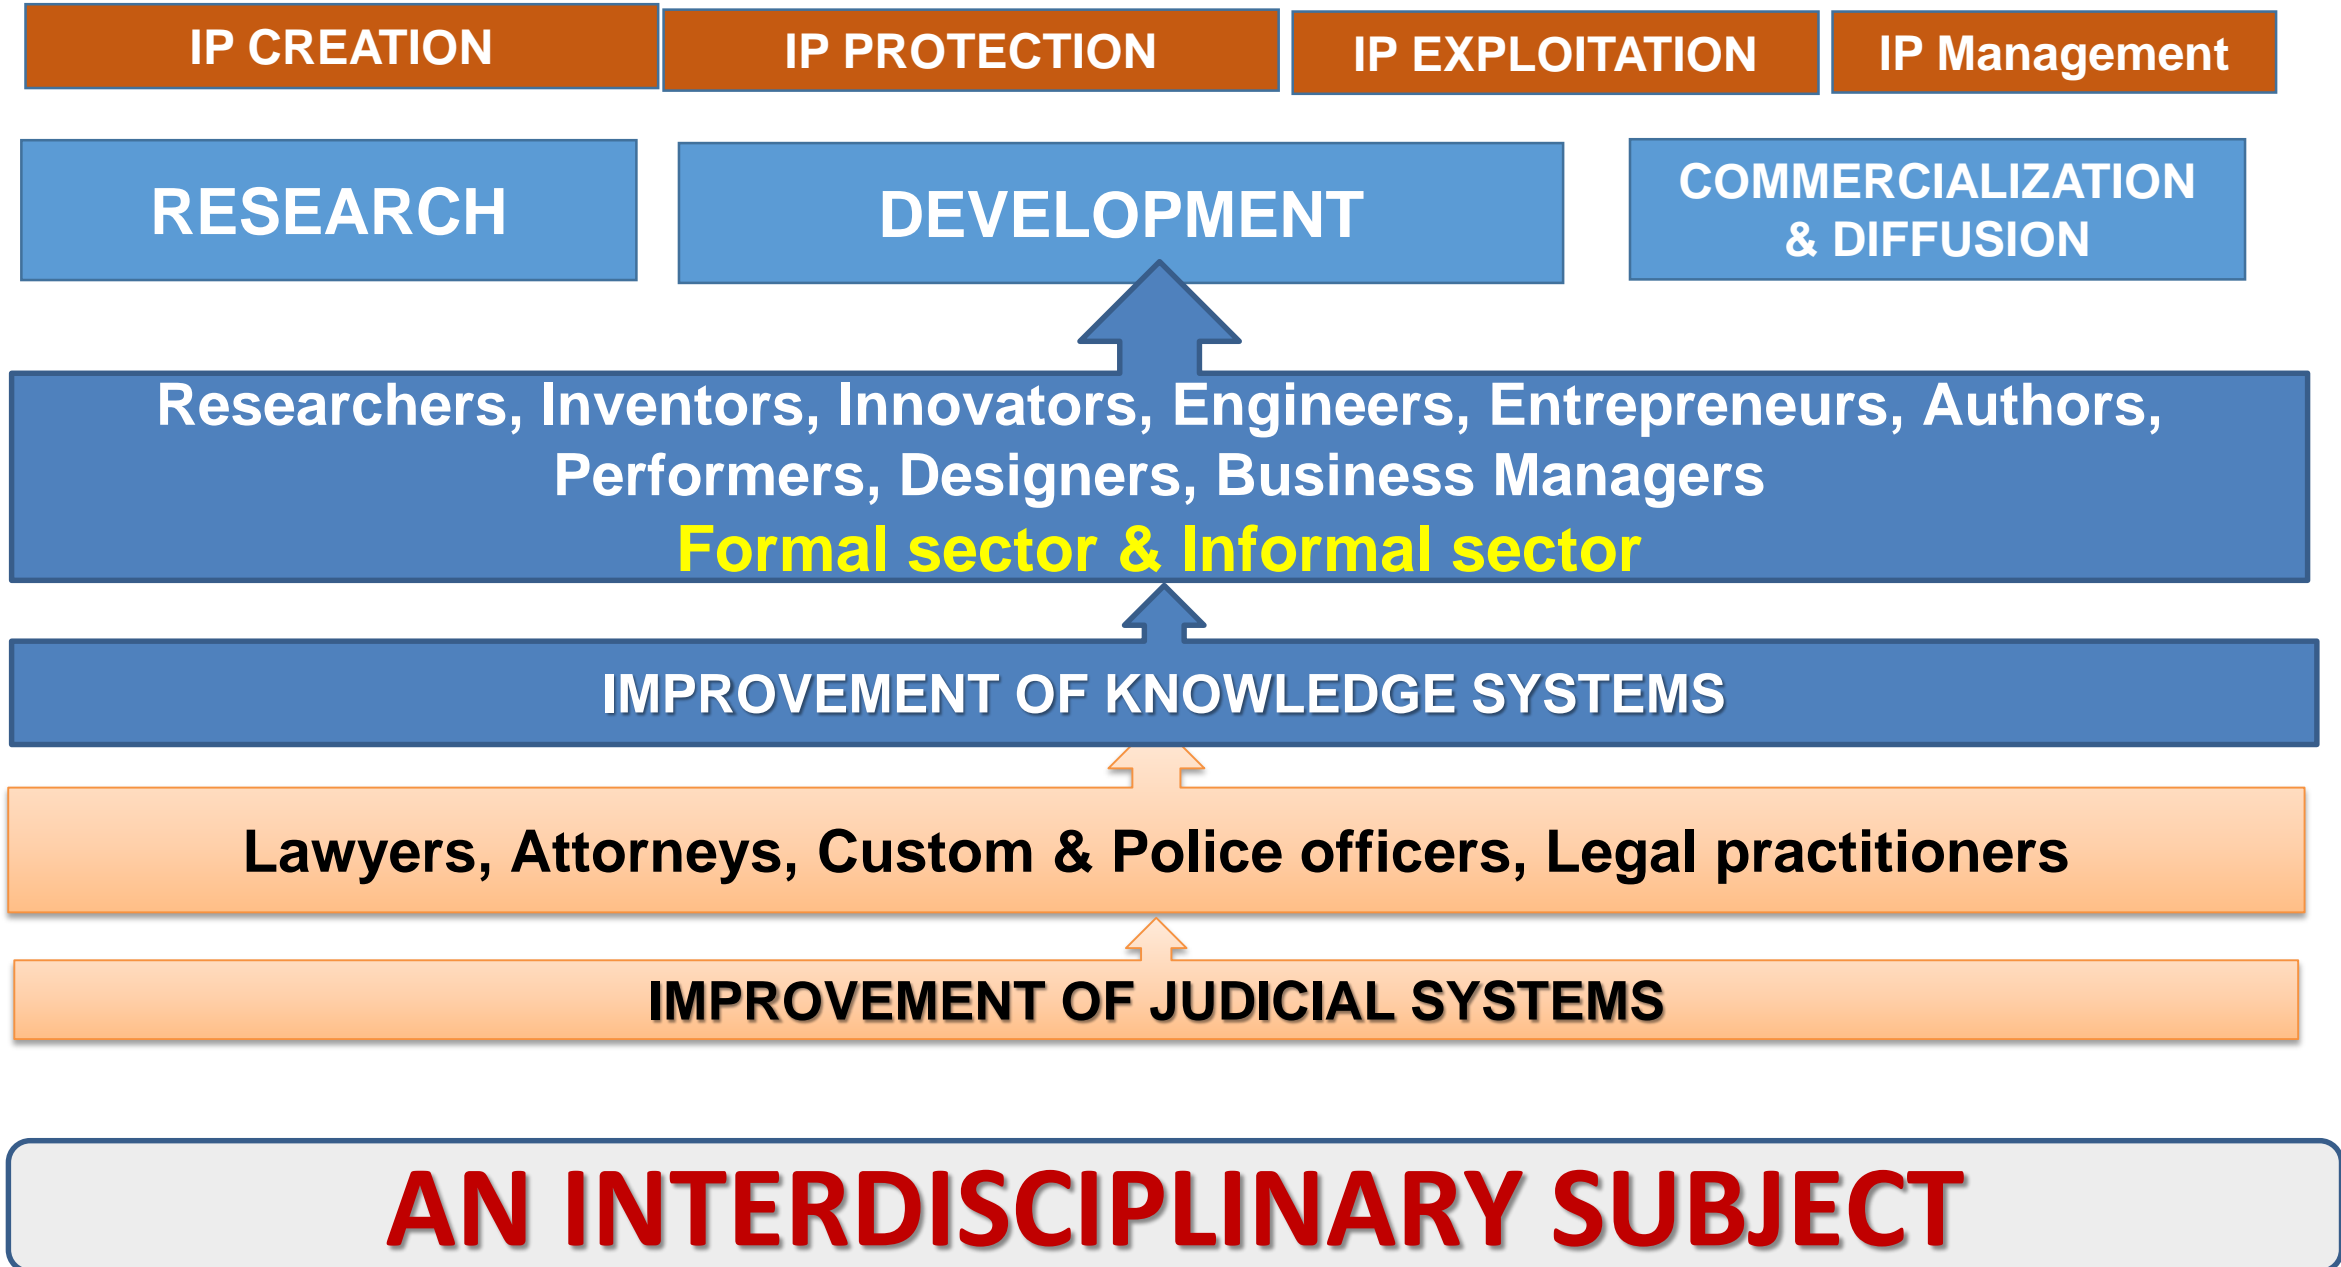 IP CREATION
IP PROTECTION
IP EXPLOITATION
IP Management
RESEARCH
DEVELOPMENT
COMMERCIALIZATION
& DIFFUSION
Researchers, Inventors, Innovators, Engineers, Entrepreneurs, Authors,
Performers, Designers, Business Managers
Formal sector & Informal sector
IMPROVEMENT OF KNOWLEDGE SYSTEMS
Lawyers, Attorneys, Custom & Police officers, Legal practitioners
IMPROVEMENT OF JUDICIAL SYSTEMS
AN INTERDISCIPLINARY SUBJECT